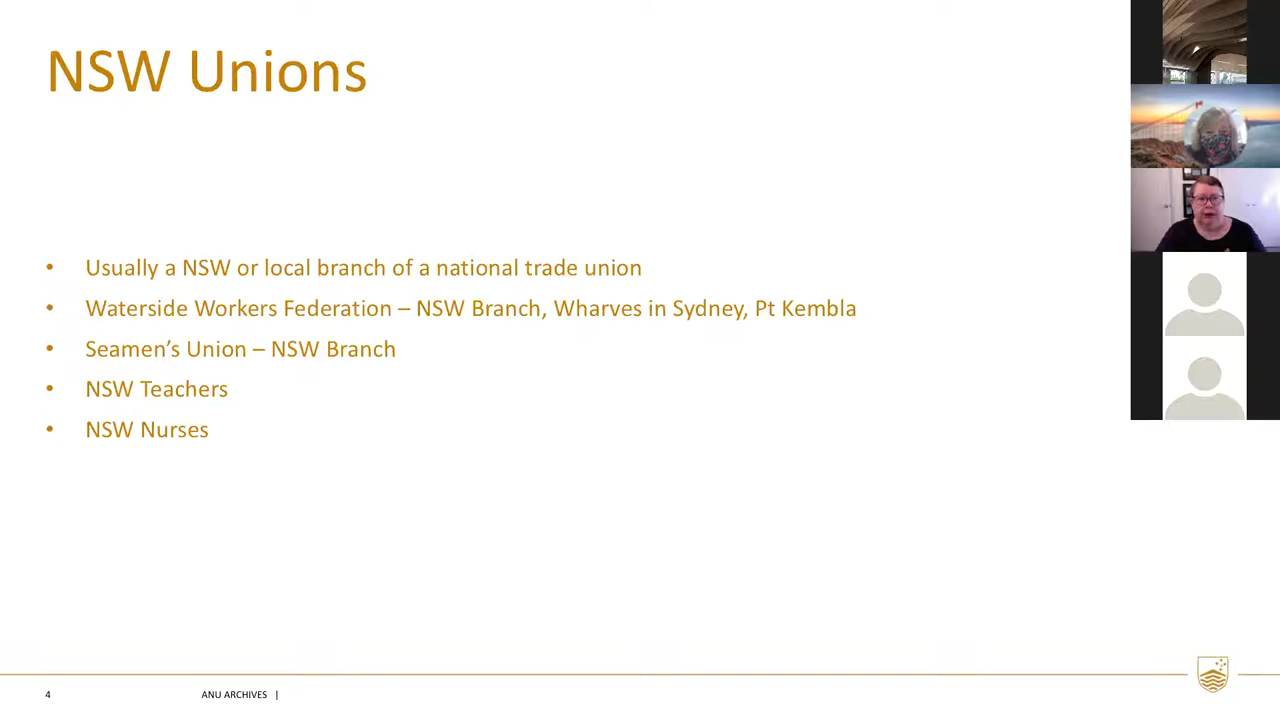 NSW Unions
• Usually a NSW or local branch of a national trade union
• Waterside Workers Federation – NSW Branch, Wharves in Sydney, Pt Kembla
• Seamen’s Union – NSW Branch
• NSW Teachers
• NSW Nurses
4 ANU ARCHIVES |